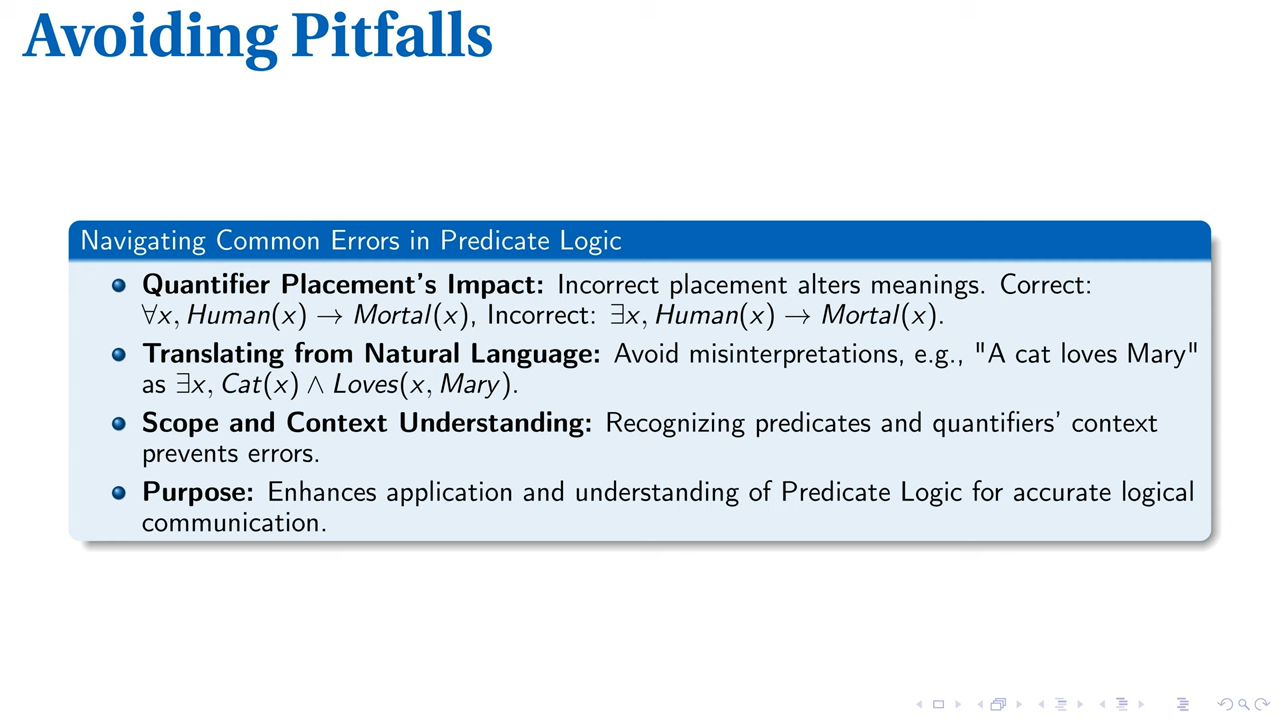 Avoiding Pitfalls
Navigating Common Errors in Predicate Logic
Quantifier Placement's Impact: Incorrect placement alters meanings. Correct:
∀x, Human(x) → Mortal(x), Incorrect: ∃x, Human(x) → Mortal(x).
Translating from Natural Language: Avoid misinterpretations, e.g., "A cat loves Mary"
as ∃x, Cat(x) ∧ Loves(x, Mary).
Scope and Context Understanding: Recognizing predicates and quantifiers' context
prevents errors.
Purpose: Enhances application and understanding of Predicate Logic for accurate logical
communication.